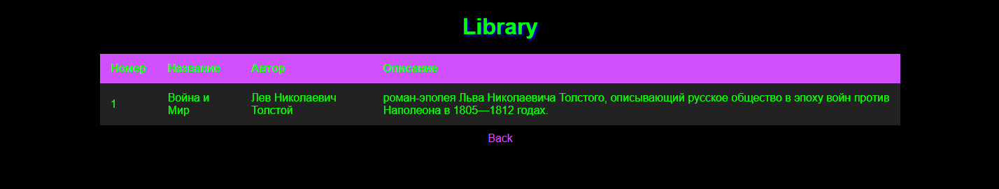 Library
Номер Название Автор Описание
1 Война и Мир Лев Николаевич Толстой роман-эпопея Льва Николаевича Толстого, описывающий русское общество в эпоху войн против Наполеона в 1805—1812 годах.
Back